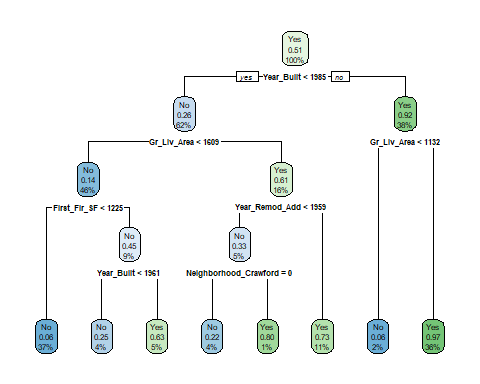 Yes
0.51
100%
yes Year_Built < 1985 no
No
0.26
62%
Yes
0.92
38%
Gr_Liv_Area < 1609
Gr_Liv_Area < 1132
No
0.14
46%
Yes
0.61
16%
First_Flr_SF < 1225
Year_Remod_Add < 1959
No
0.45
9%
No
0.33
5%
Year_Built < 1961
Neighborhood_Crawford = 0
No
0.06
37%
No
0.25
4%
Yes
0.63
5%
No
0.22
4%
Yes
0.80
1%
Yes
0.73
11%
No
0.06
2%
Yes
0.97
36%